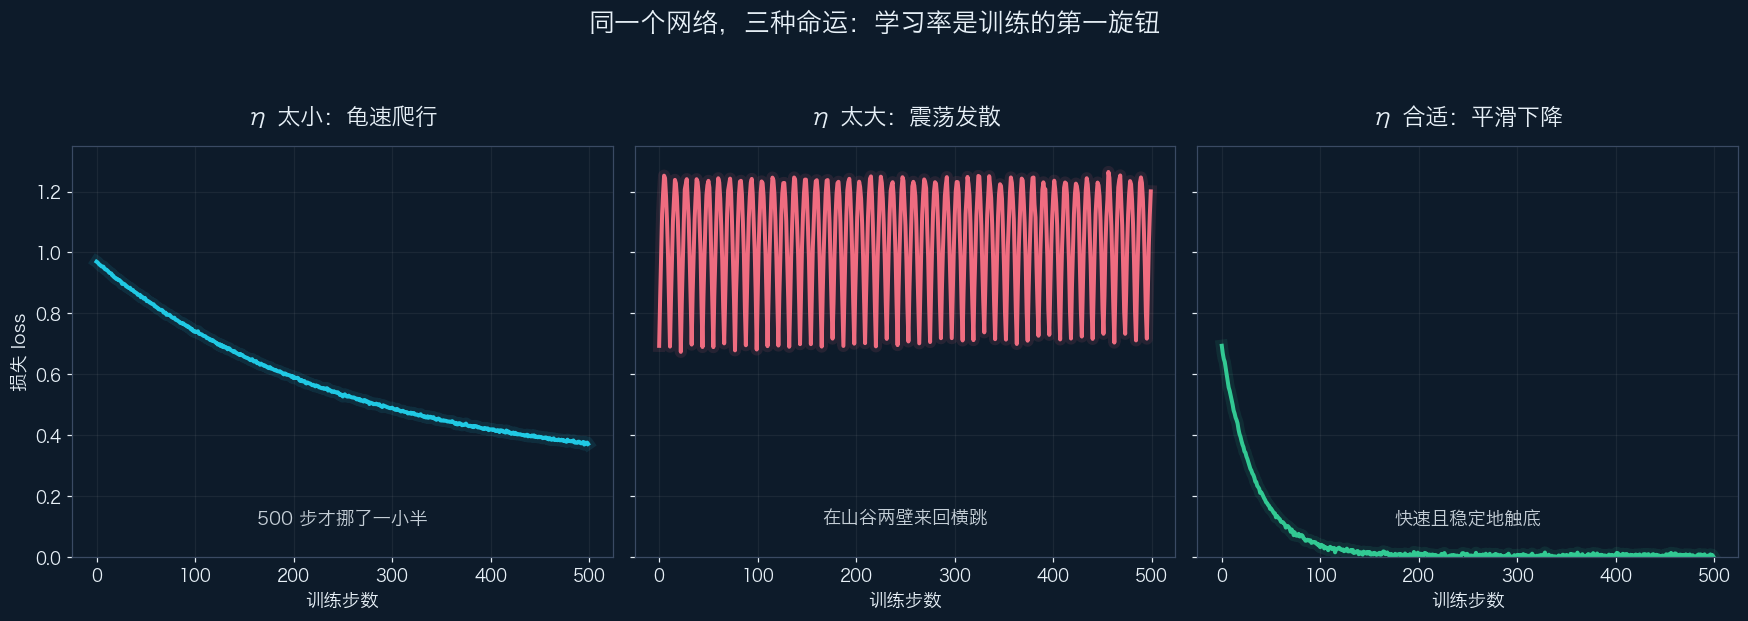 同一个网络，三种命运：学习率是训练的第一旋钮
η 太小：龟速爬行
1.2
1.0
0.8
0.6
0.4
0.2
0.0
损失 loss
500 步才挪了一小半
0 100 200 300 400 500
训练步数
η 太大：震荡发散
在山谷两壁来回横跳
0 100 200 300 400 500
训练步数
η 合适：平滑下降
快速且稳定地触底
0 100 200 300 400 500
训练步数